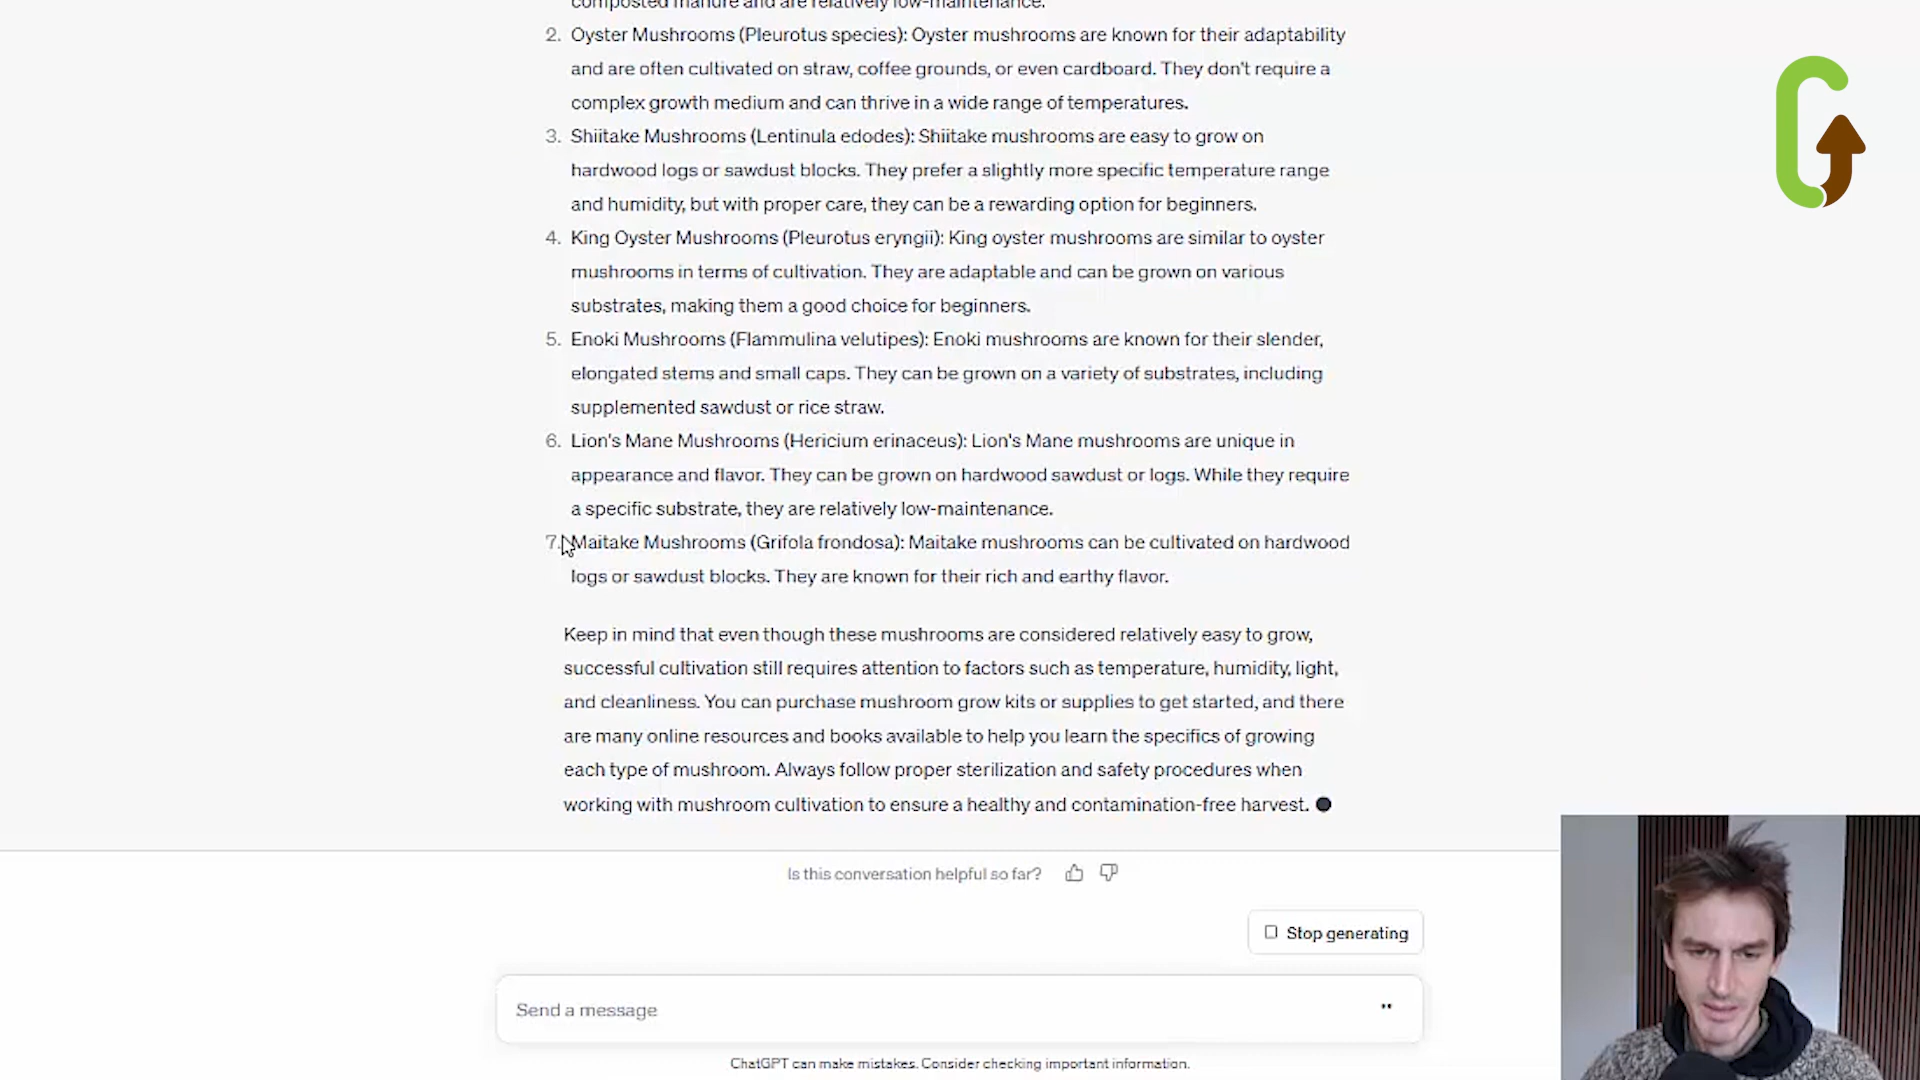 composted manure and are relatively low-maintenance.
2. Oyster Mushrooms (Pleurotus species): Oyster mushrooms are known for their adaptability
and are often cultivated on straw, coffee grounds, or even cardboard. They don't require a
complex growth medium and can thrive in a wide range of temperatures.
3. Shiitake Mushrooms (Lentinula edodes): Shiitake mushrooms are easy to grow on
hardwood logs or sawdust blocks. They prefer a slightly more specific temperature range
and humidity, but with proper care, they can be a rewarding option for beginners.
4. King Oyster Mushrooms (Pleurotus eryngii): King oyster mushrooms are similar to oyster
mushrooms in terms of cultivation. They are adaptable and can be grown on various
substrates, making them a good choice for beginners.
5. Enoki Mushrooms (Flammulina velutipes): Enoki mushrooms are known for their slender,
elongated stems and small caps. They can be grown on a variety of substrates, including
supplemented sawdust or rice straw.
6. Lion's Mane Mushrooms (Hericium erinaceus): Lion's Mane mushrooms are unique in
appearance and flavor. They can be grown on hardwood sawdust or logs. While they require
a specific substrate, they are relatively low-maintenance.
7. Maitake Mushrooms (Grifola frondosa): Maitake mushrooms can be cultivated on hardwood
logs or sawdust blocks. They are known for their rich and earthy flavor.
Keep in mind that even though these mushrooms are considered relatively easy to grow,
successful cultivation still requires attention to factors such as temperature, humidity, light,
and cleanliness. You can purchase mushroom grow kits or supplies to get started, and there
are many online resources and books available to help you learn the specifics of growing
each type of mushroom. Always follow proper sterilization and safety procedures when
working with mushroom cultivation to ensure a healthy and contamination-free harvest.
Is this conversation helpful so far?
Stop generating
Send a message
ChatGPT can make mistakes. Consider checking important information.